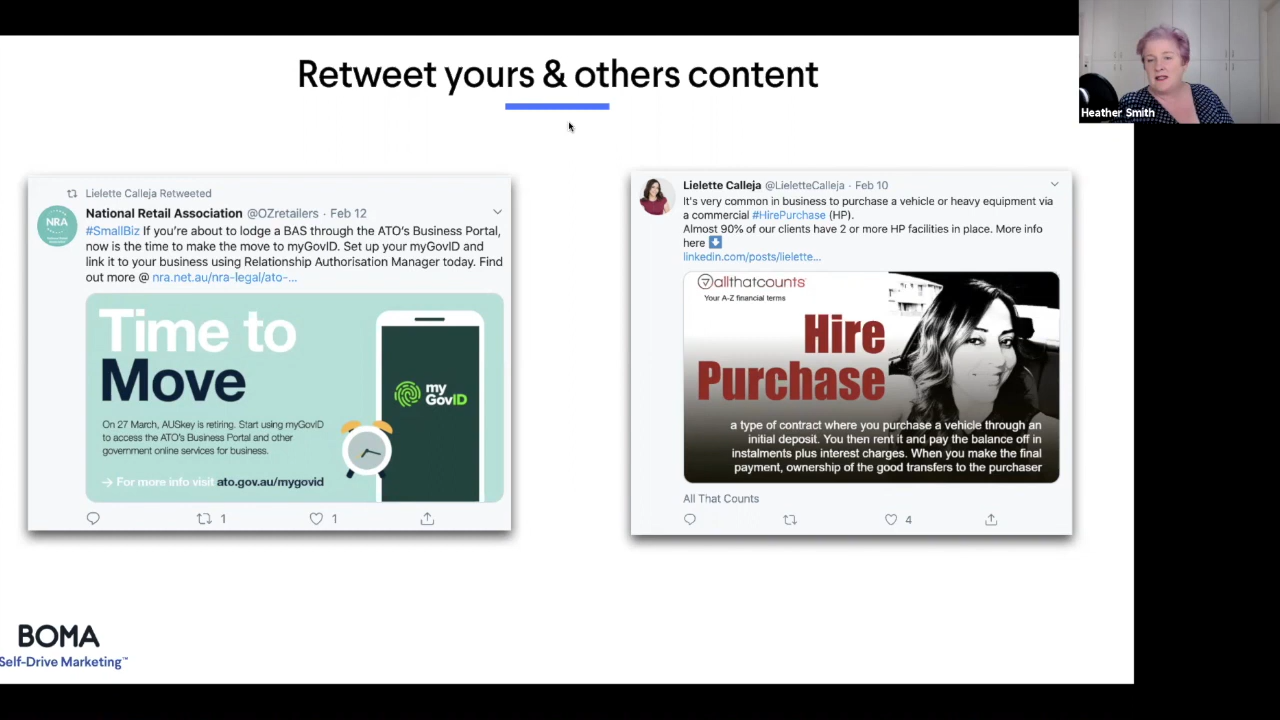 Retweet yours & others content
Heather Smith
Lielette Calleja Retweeted
NRA
National Retail Association @OZretailers · Feb 12
#SmallBiz If you're about to lodge a BAS through the ATO's Business Portal,
now is the time to make the move to myGovID. Set up your myGovID and
link it to your business using Relationship Authorisation Manager today. Find
out more @ nra.net.au/nra-legal/ato-...
Time to
Move
On 27 March, AUSkey is retiring. Start using myGovID
to access the ATO's Business Portal and other
government online services for business.
→ For more info visit ato.gov.au/mygovid
my
GovID
1
1
Lielette Calleja @LieletteCalleja · Feb 10
It's very common in business to purchase a vehicle or heavy equipment via
a commercial #HirePurchase (HP).
Almost 90% of our clients have 2 or more HP facilities in place. More info
here ⬇️
linkedin.com/posts/lielette...
allthatcounts
Your A-Z financial terms
Hire
Purchase
a type of contract where you purchase a vehicle through an
initial deposit. You then rent it and pay the balance off in
instalments plus interest charges. When you make the final
payment, ownership of the good transfers to the purchaser
All That Counts
4
BOMA
Self-Drive Marketing™